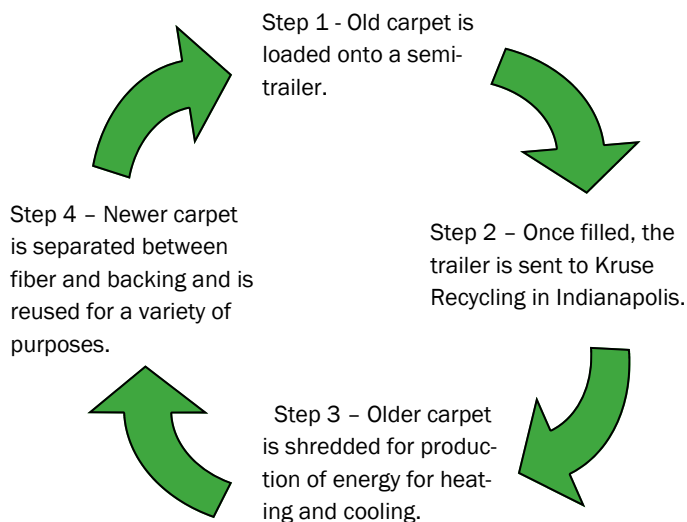 Step 1 - Old carpet is
loaded onto a semi-
trailer.
Step 2 – Once filled, the
trailer is sent to Kruse
Recycling in Indianapolis.
Step 3 – Older carpet
is shredded for produc-
tion of energy for heat-
ing and cooling.
Step 4 – Newer carpet
is separated between
fiber and backing and is
reused for a variety of
purposes.